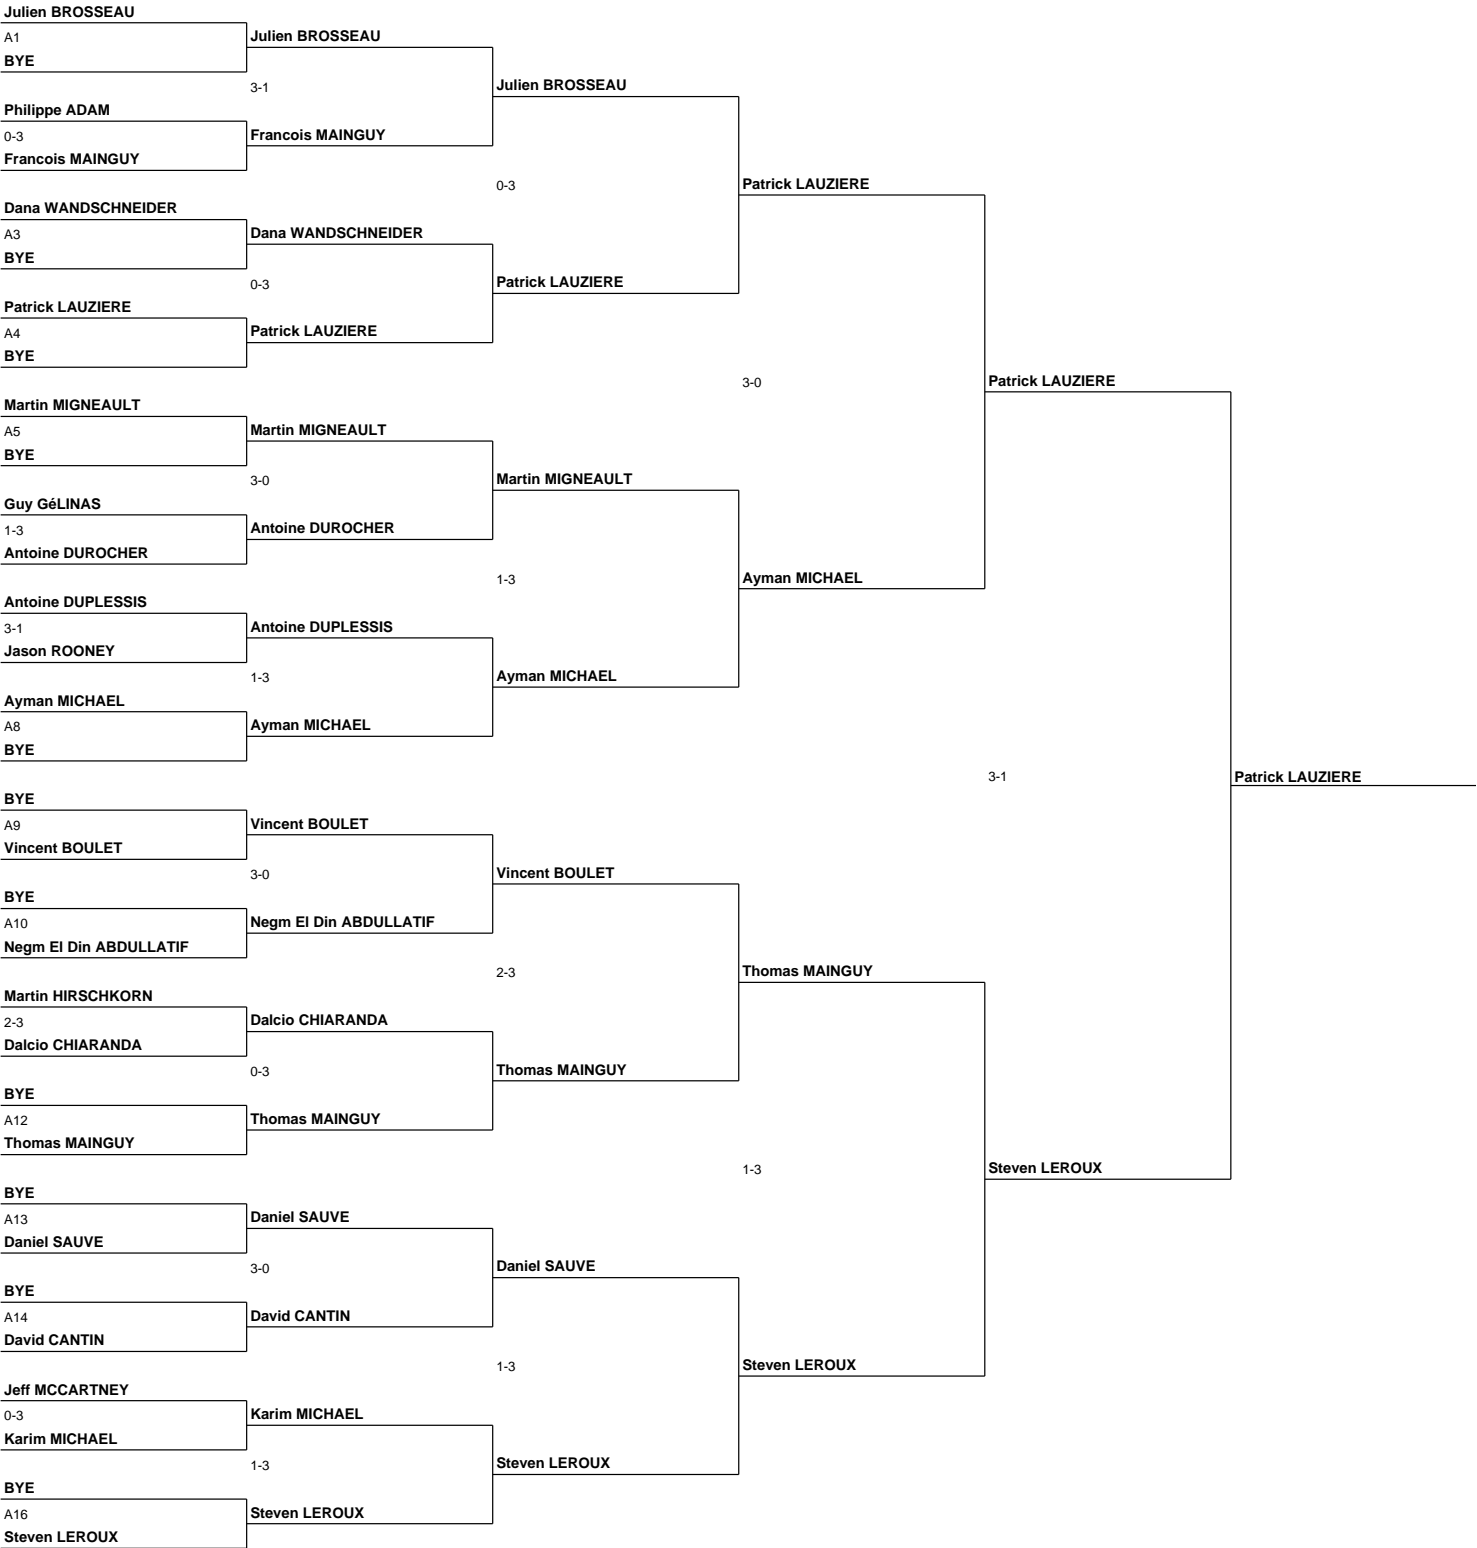 Julien BROSSEAU
A1
Julien BROSSEAU
BYE
3-1
Julien BROSSEAU
Philippe ADAM
0-3
Francois MAINGUY
Francois MAINGUY
0-3
Patrick LAUZIERE
Dana WANDSCHNEIDER
A3
Dana WANDSCHNEIDER
BYE
0-3
Patrick LAUZIERE
Patrick LAUZIERE
A4
Patrick LAUZIERE
BYE
3-0
Patrick LAUZIERE
Martin MIGNEAULT
A5
Martin MIGNEAULT
BYE
3-0
Martin MIGNEAULT
Guy GéLINAS
1-3
Antoine DUROCHER
Antoine DUROCHER
1-3
Ayman MICHAEL
Antoine DUPLESSIS
3-1
Antoine DUPLESSIS
Jason ROONEY
1-3
Ayman MICHAEL
Ayman MICHAEL
A8
Ayman MICHAEL
BYE
3-1
Patrick LAUZIERE
BYE
A9
Vincent BOULET
Vincent BOULET
3-0
Vincent BOULET
BYE
A10
Negm El Din ABDULLATIF
Negm El Din ABDULLATIF
2-3
Thomas MAINGUY
Martin HIRSCHKORN
2-3
Dalcio CHIARANDA
Dalcio CHIARANDA
0-3
Thomas MAINGUY
BYE
A12
Thomas MAINGUY
Thomas MAINGUY
1-3
Steven LEROUX
BYE
A13
Daniel SAUVE
Daniel SAUVE
3-0
Daniel SAUVE
BYE
A14
David CANTIN
David CANTIN
1-3
Steven LEROUX
Jeff MCCARTNEY
0-3
Karim MICHAEL
Karim MICHAEL
1-3
Steven LEROUX
BYE
A16
Steven LEROUX
Steven LEROUX